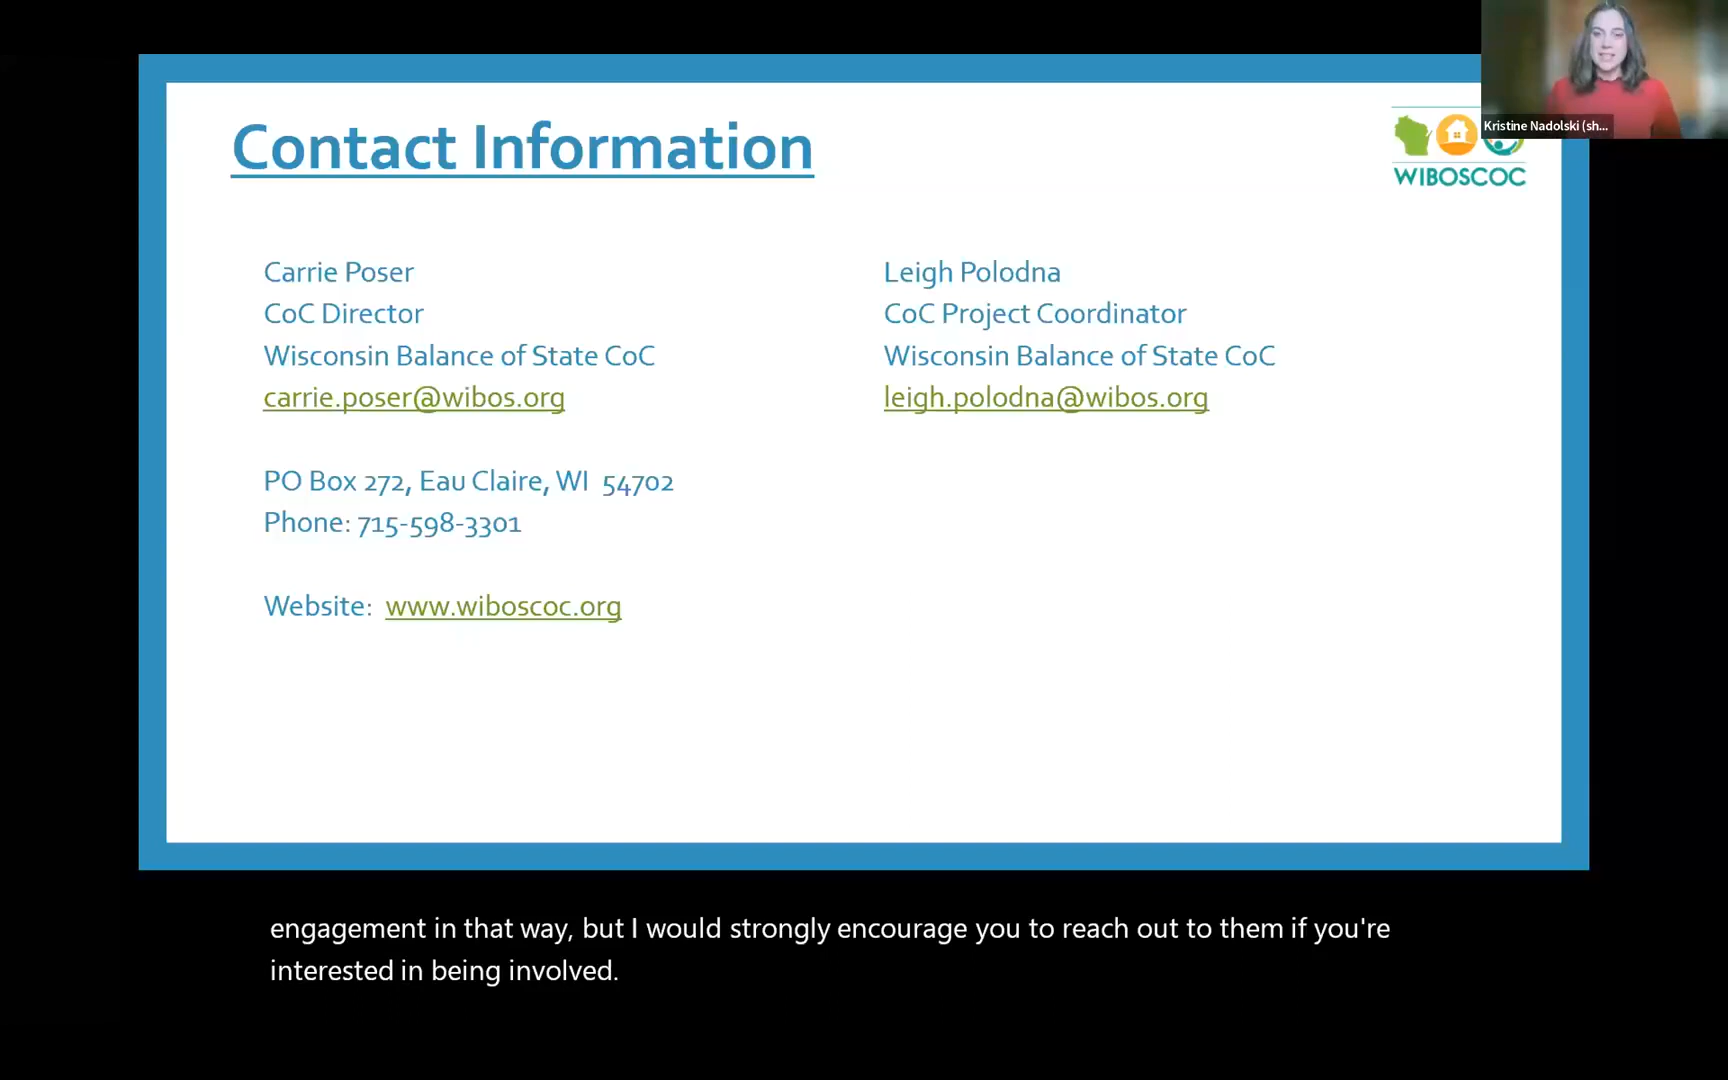 Contact Information
WIBOSCOC
Kristine Nadolski (sh...
Carrie Poser
CoC Director
Wisconsin Balance of State CoC
carrie.poser@wibos.org
PO Box 272, Eau Claire, WI 54702
Phone: 715-598-3301
Website: www.wiboscoc.org
Leigh Polodna
CoC Project Coordinator
Wisconsin Balance of State CoC
leigh.polodna@wibos.org
engagement in that way, but I would strongly encourage you to reach out to them if you're
interested in being involved.